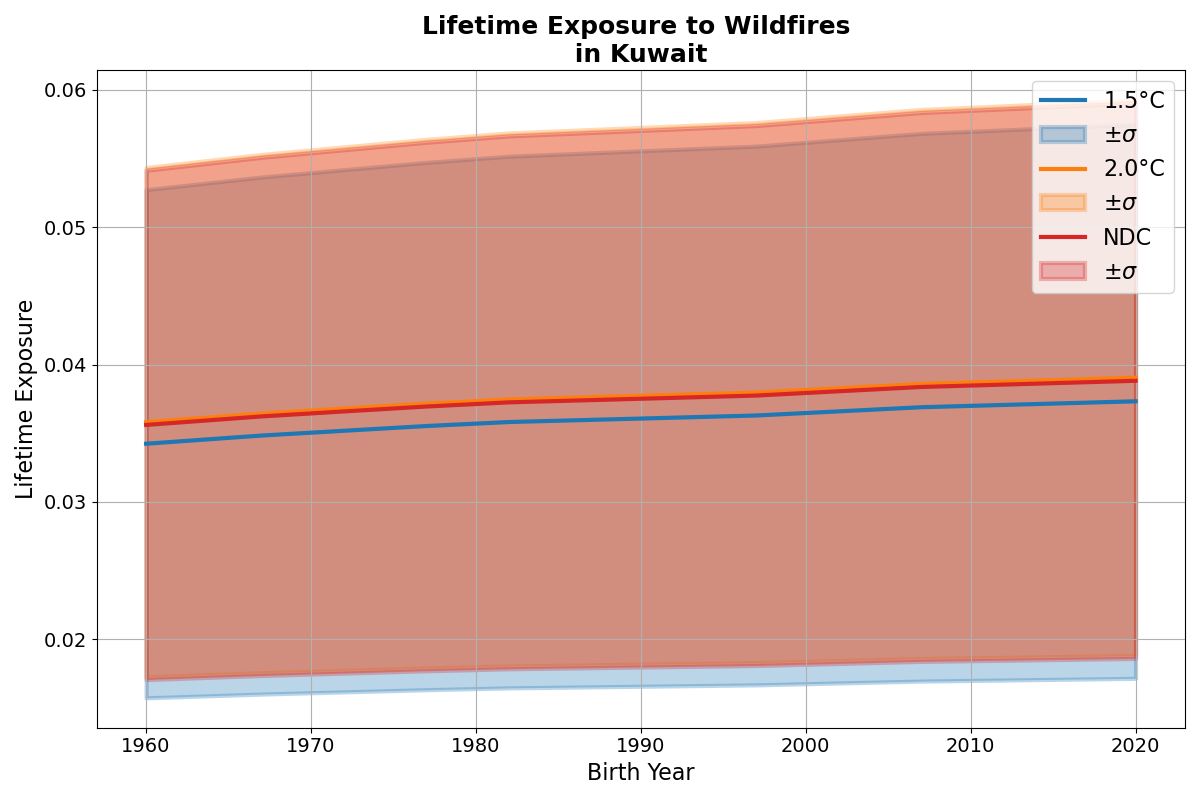 Lifetime Exposure to Wildfires
in Kuwait
0.06
0.05
0.04
0.03
0.02
Lifetime Exposure
1.5°C
±σ
2.0°C
±σ
NDC
±σ
1960
1970
1980
1990
2000
2010
2020
Birth Year